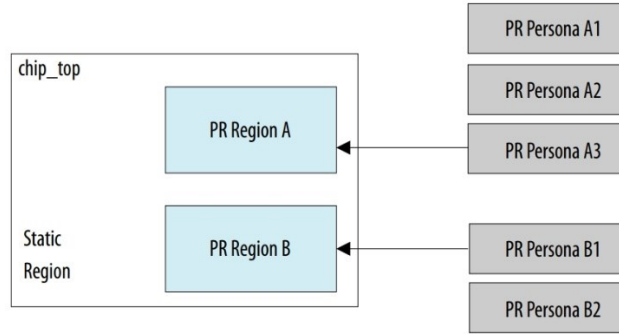 chip_top
PR Region A
PR Region B
Static
Region
PR Persona A1
PR Persona A2
PR Persona A3
PR Persona B1
PR Persona B2